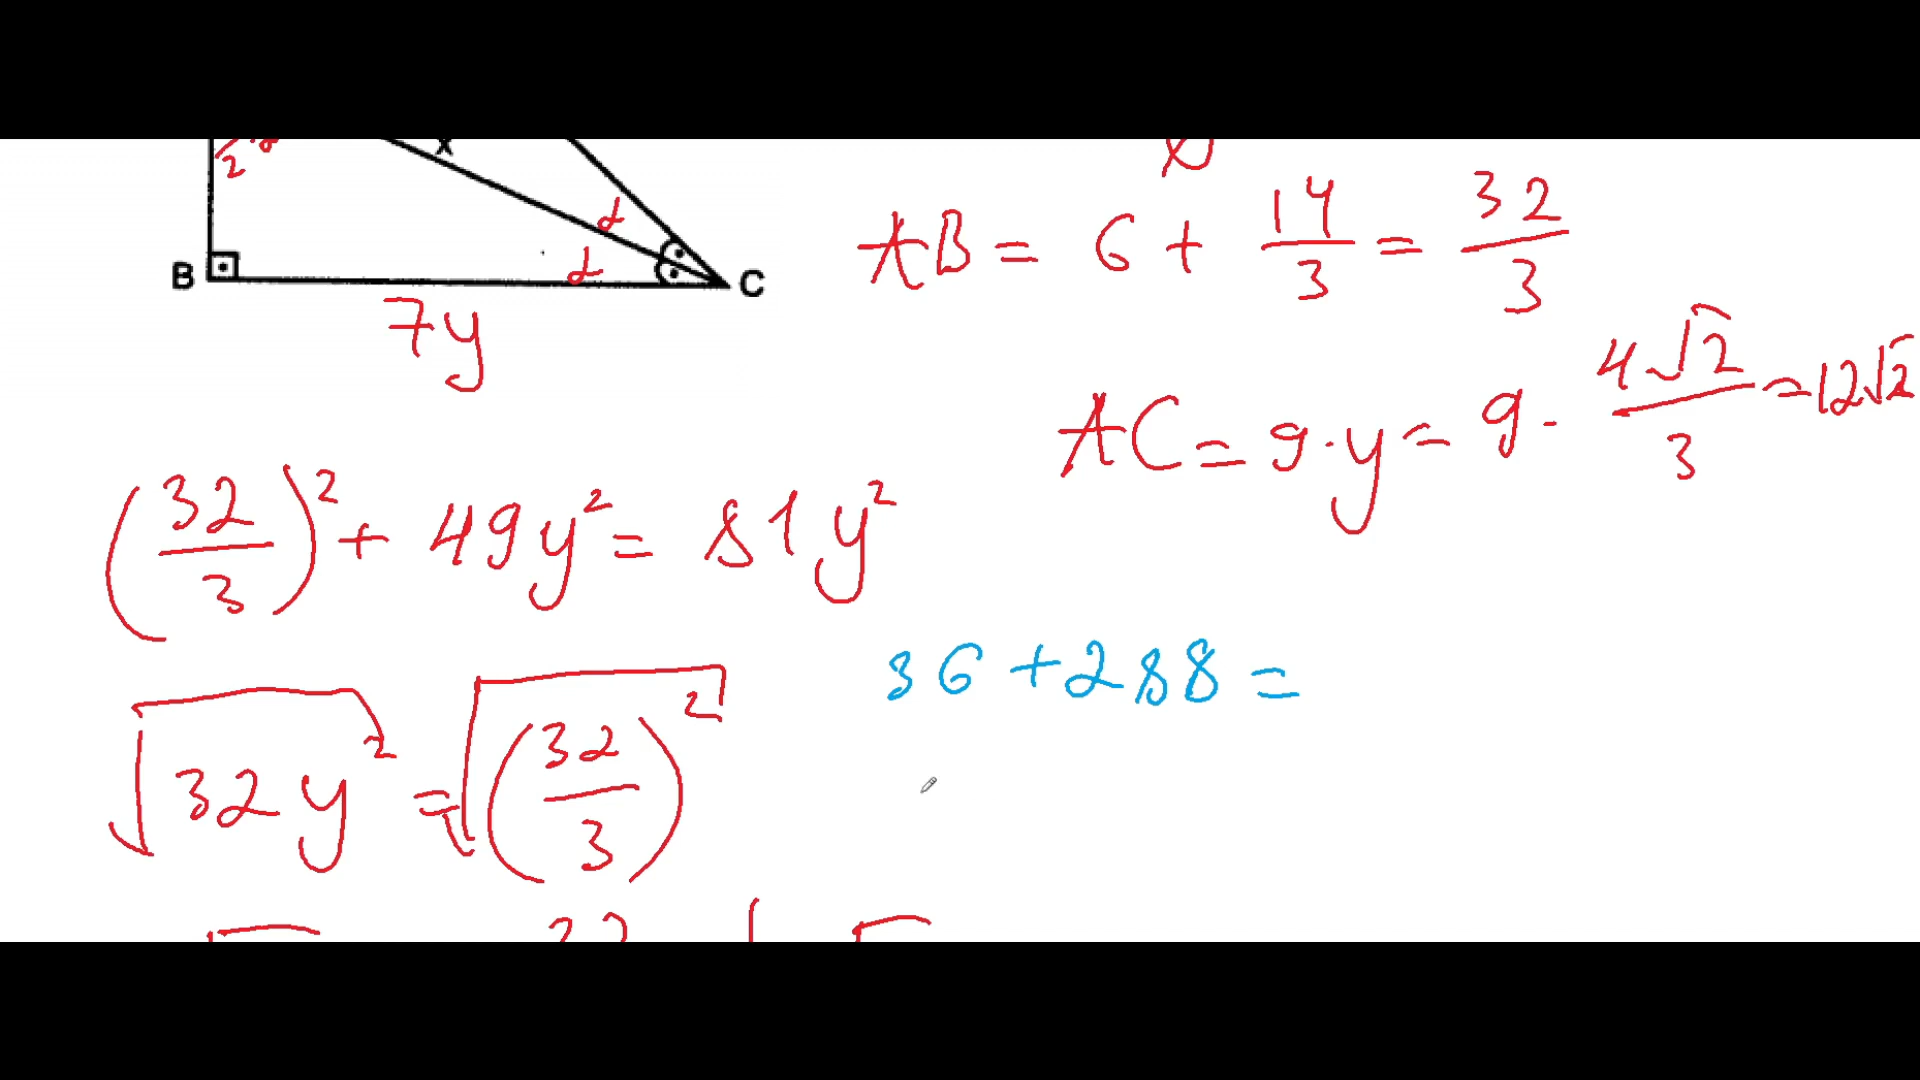 x
α
α
B
C
7y
AB = 6 + 14/3 = 32/3
AC = 9·y = 9·4√2/3 = 12√2
(32/3)² + 49y² = 81y²
36 + 288 =
√32y² = √(32/3)²